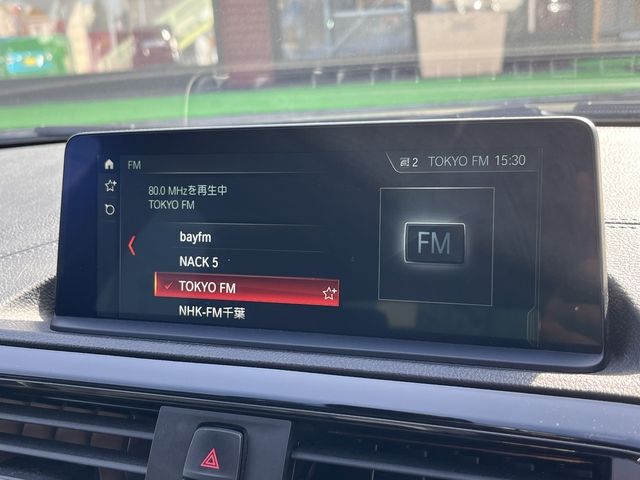 FM
2 TOKYO FM 15:30
80.0 MHzを再生中
TOKYO FM
bayfm
NACK 5
TOKYO FM
NHK-FM千葉
FM